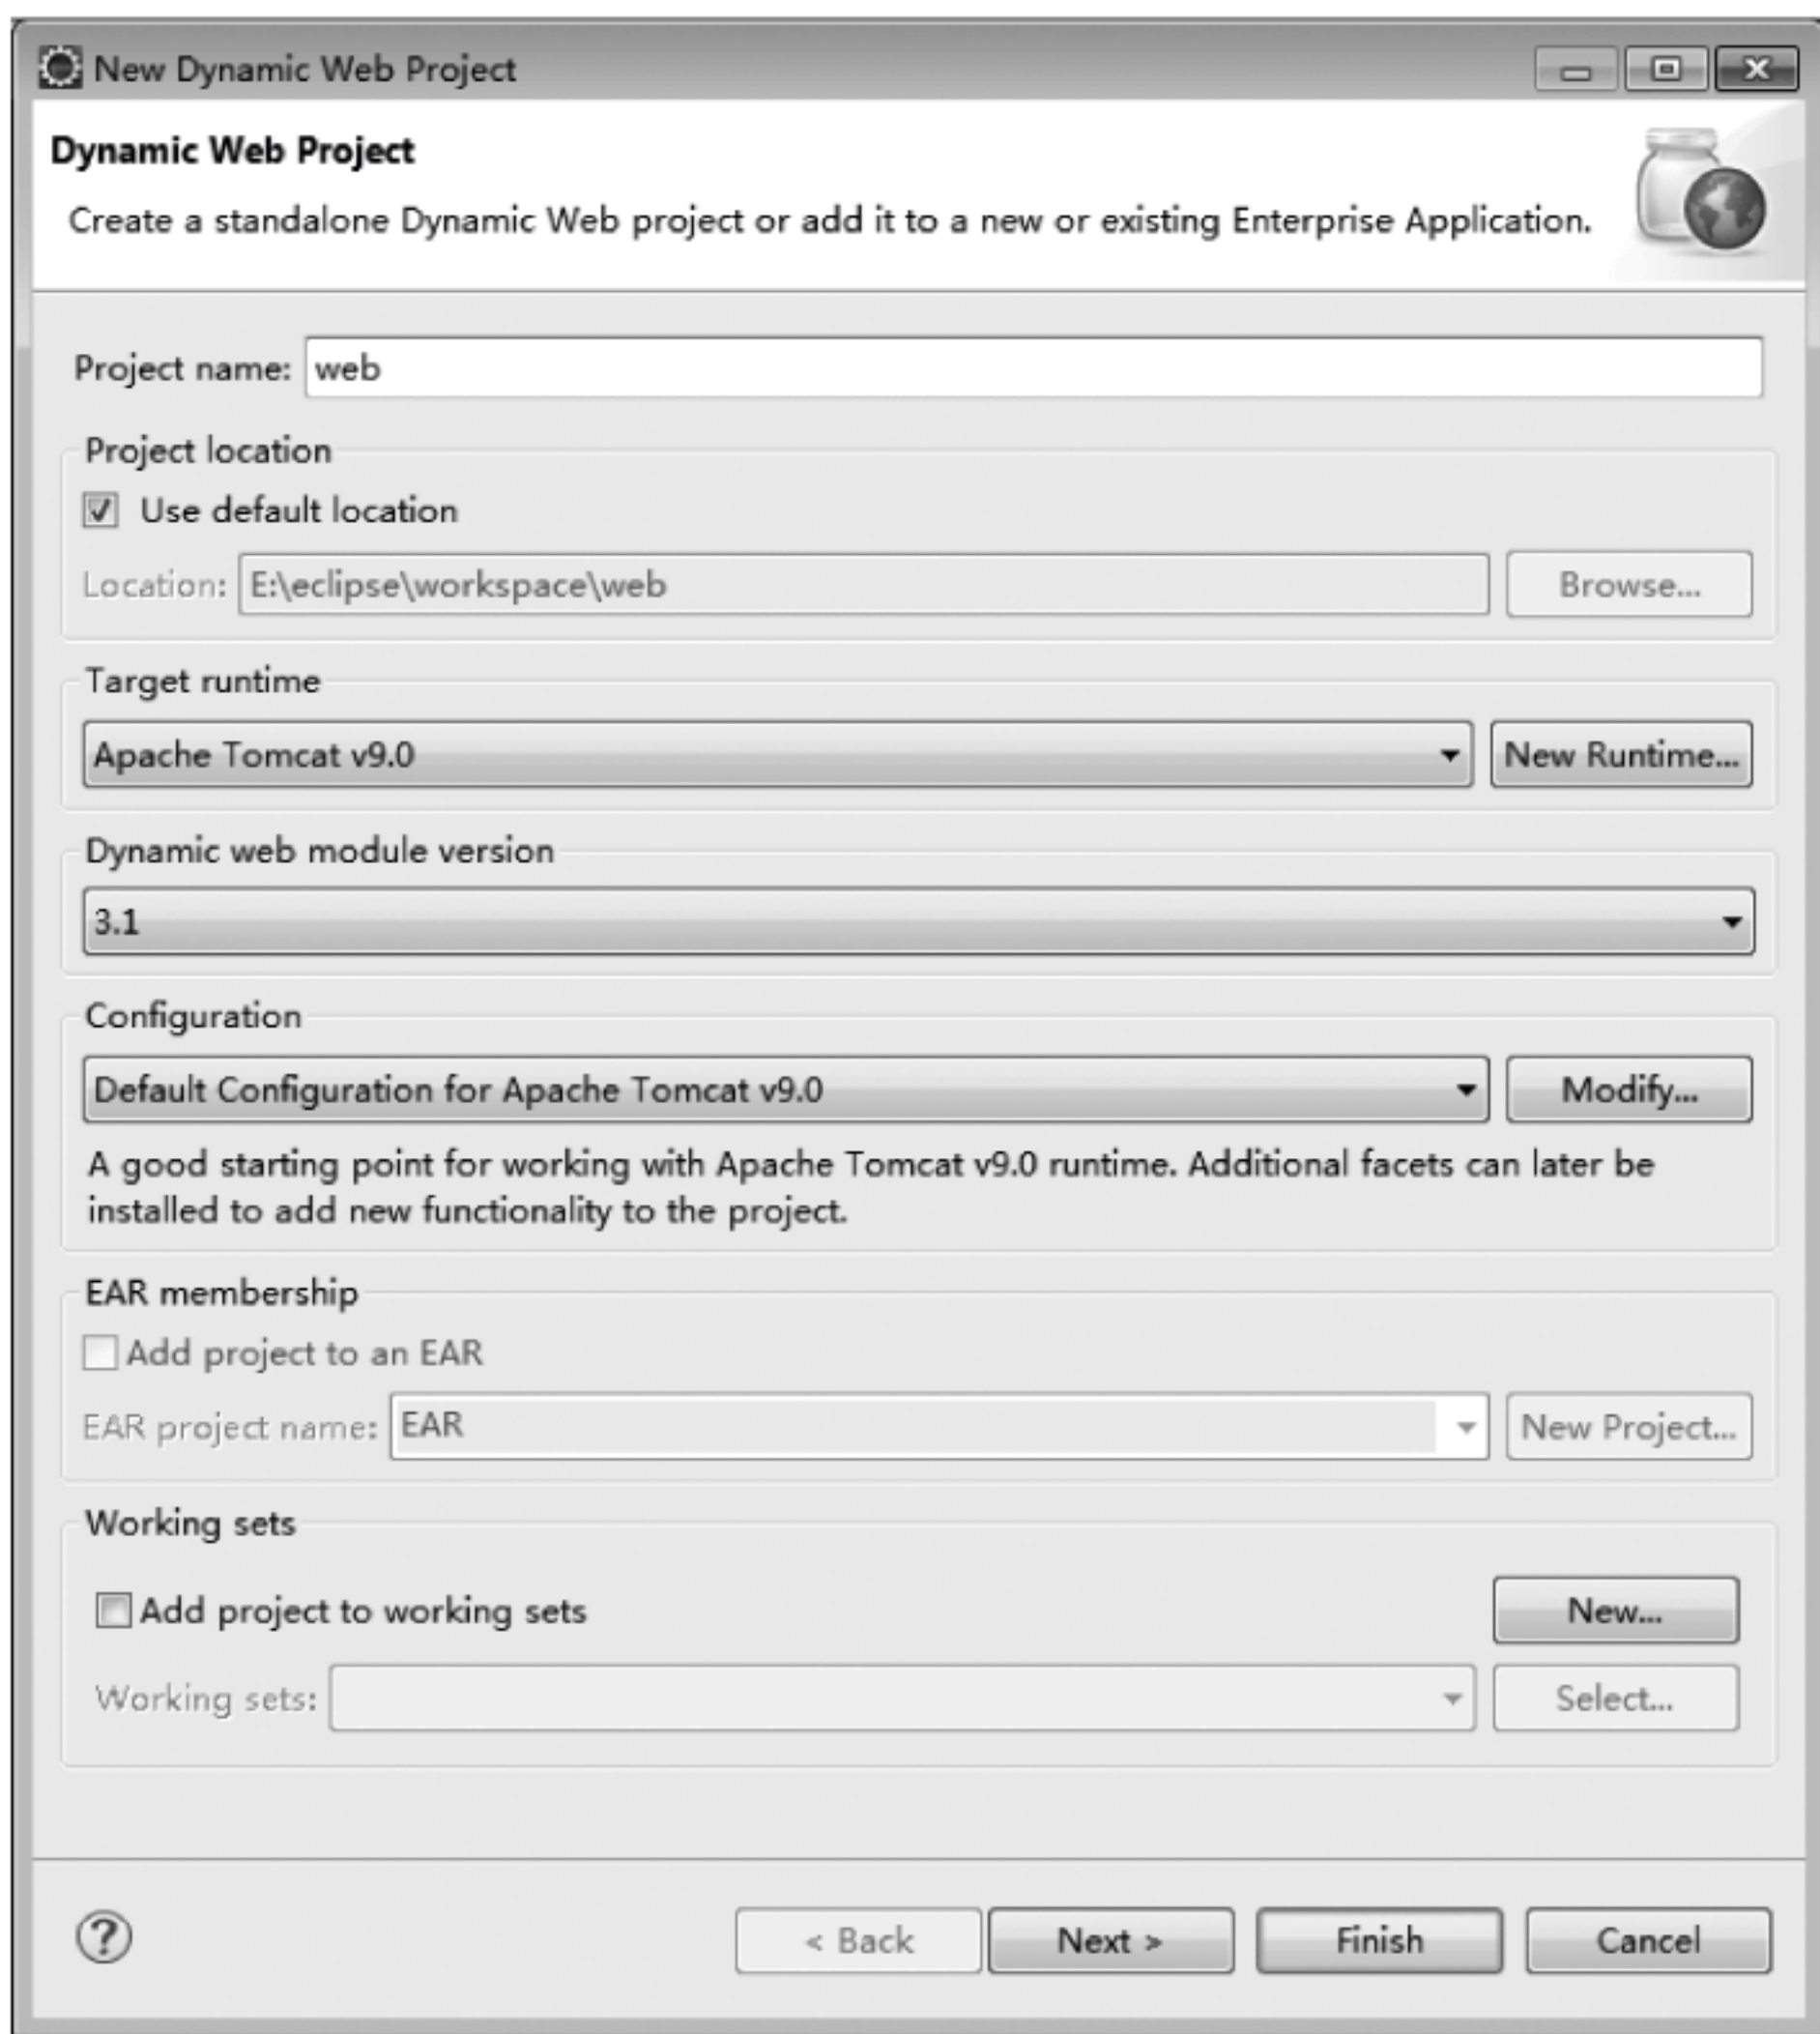 New Dynamic Web Project
Dynamic Web Project
Create a standalone Dynamic Web project or add it to a new or existing Enterprise Application.
Project name: web
Project location
Use default location
Location: E:\eclipse\workspace\web Browse...
Target runtime
Apache Tomcat v9.0 New Runtime...
Dynamic web module version
3.1
Configuration
Default Configuration for Apache Tomcat v9.0 Modify...
A good starting point for working with Apache Tomcat v9.0 runtime. Additional facets can later be
installed to add new functionality to the project.
EAR membership
Add project to an EAR
EAR project name: EAR New Project...
Working sets
Add project to working sets New...
Working sets: Select...
? < Back Next > Finish Cancel